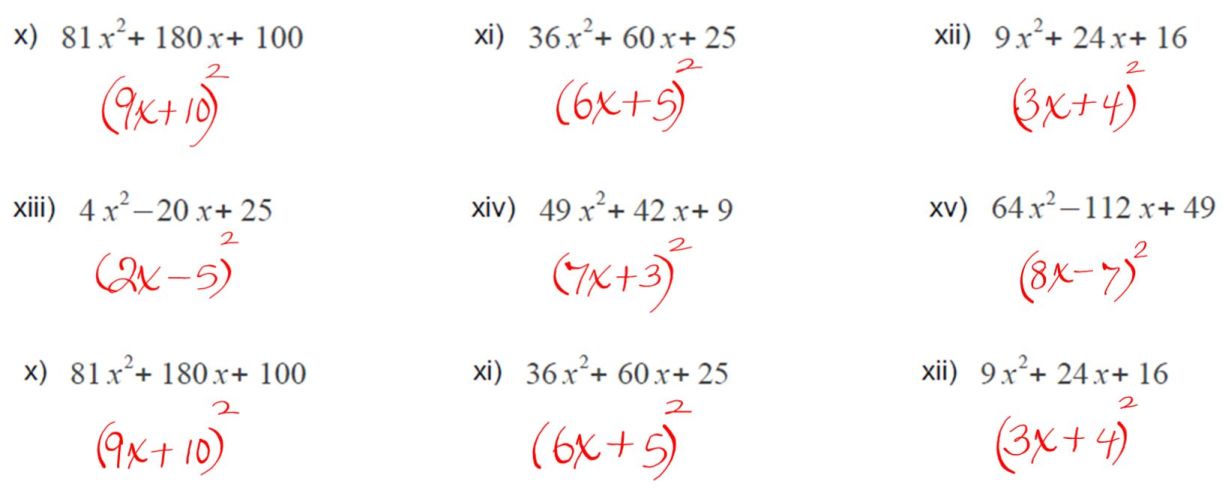 x) 81x²+ 180x+ 100 xi) 36x²+ 60x+ 25 xii) 9x²+ 24x+ 16
(9x+10)² (6x+5)² (3x+4)²
xiii) 4x²−20x+ 25 xiv) 49x²+ 42x+ 9 xv) 64x²−112x+ 49
(2x−5)² (7x+3)² (8x−7)²
x) 81x²+ 180x+ 100 xi) 36x²+ 60x+ 25 xii) 9x²+ 24x+ 16
(9x+10)² (6x+5)² (3x+4)²